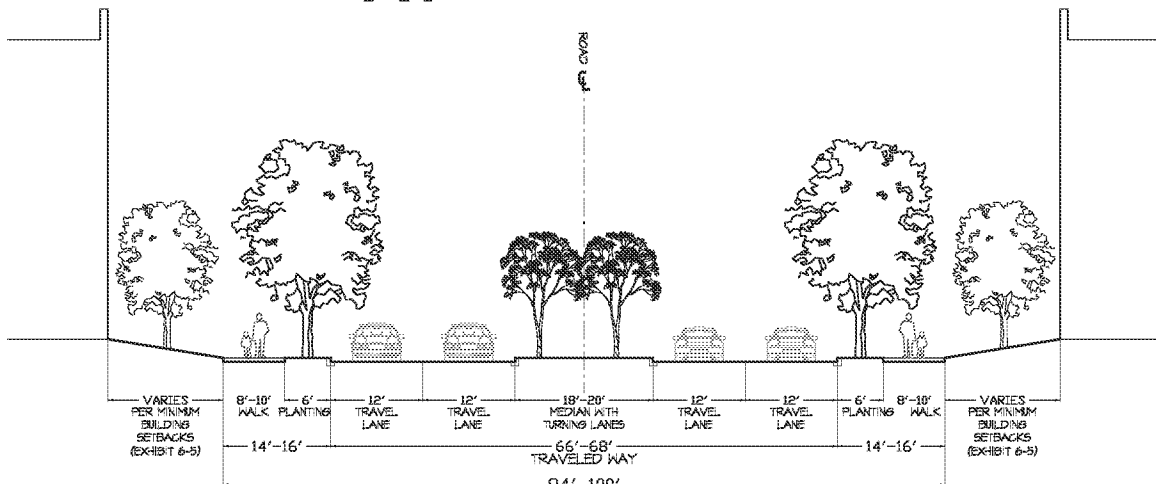 ROAD
VARIES
PER MINIMUM
BUILDING
SETBACKS
(EXHIBIT 6-5)
8'-10'
WALK
6'
PLANTING
12'
TRAVEL
LANE
12'
TRAVEL
LANE
18'-20'
MEDIAN WITH
TURNING LANES
12'
TRAVEL
LANE
12'
TRAVEL
LANE
6'
PLANTING
8'-10'
WALK
VARIES
PER MINIMUM
BUILDING
SETBACKS
(EXHIBIT 6-5)
14'-16'
66'-68'
TRAVELED WAY
14'-16'
94'-100'